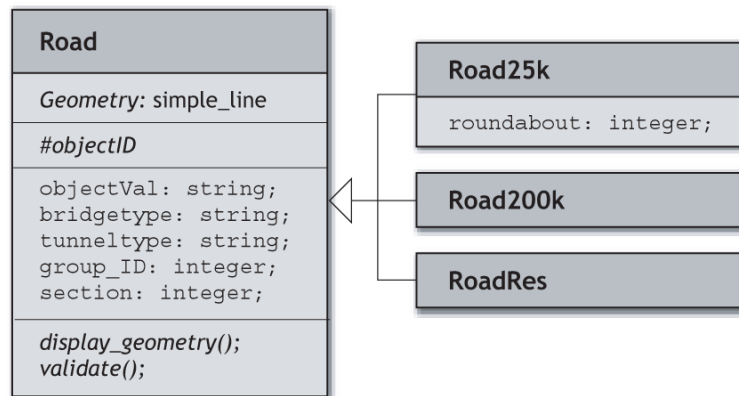 Road
Geometry: simple_line
#objectID
objectVal: string;
bridgetype: string;
tunneltype: string;
group_ID: integer;
section: integer;
display_geometry();
validate();
Road25k
roundabout: integer;
Road200k
RoadRes